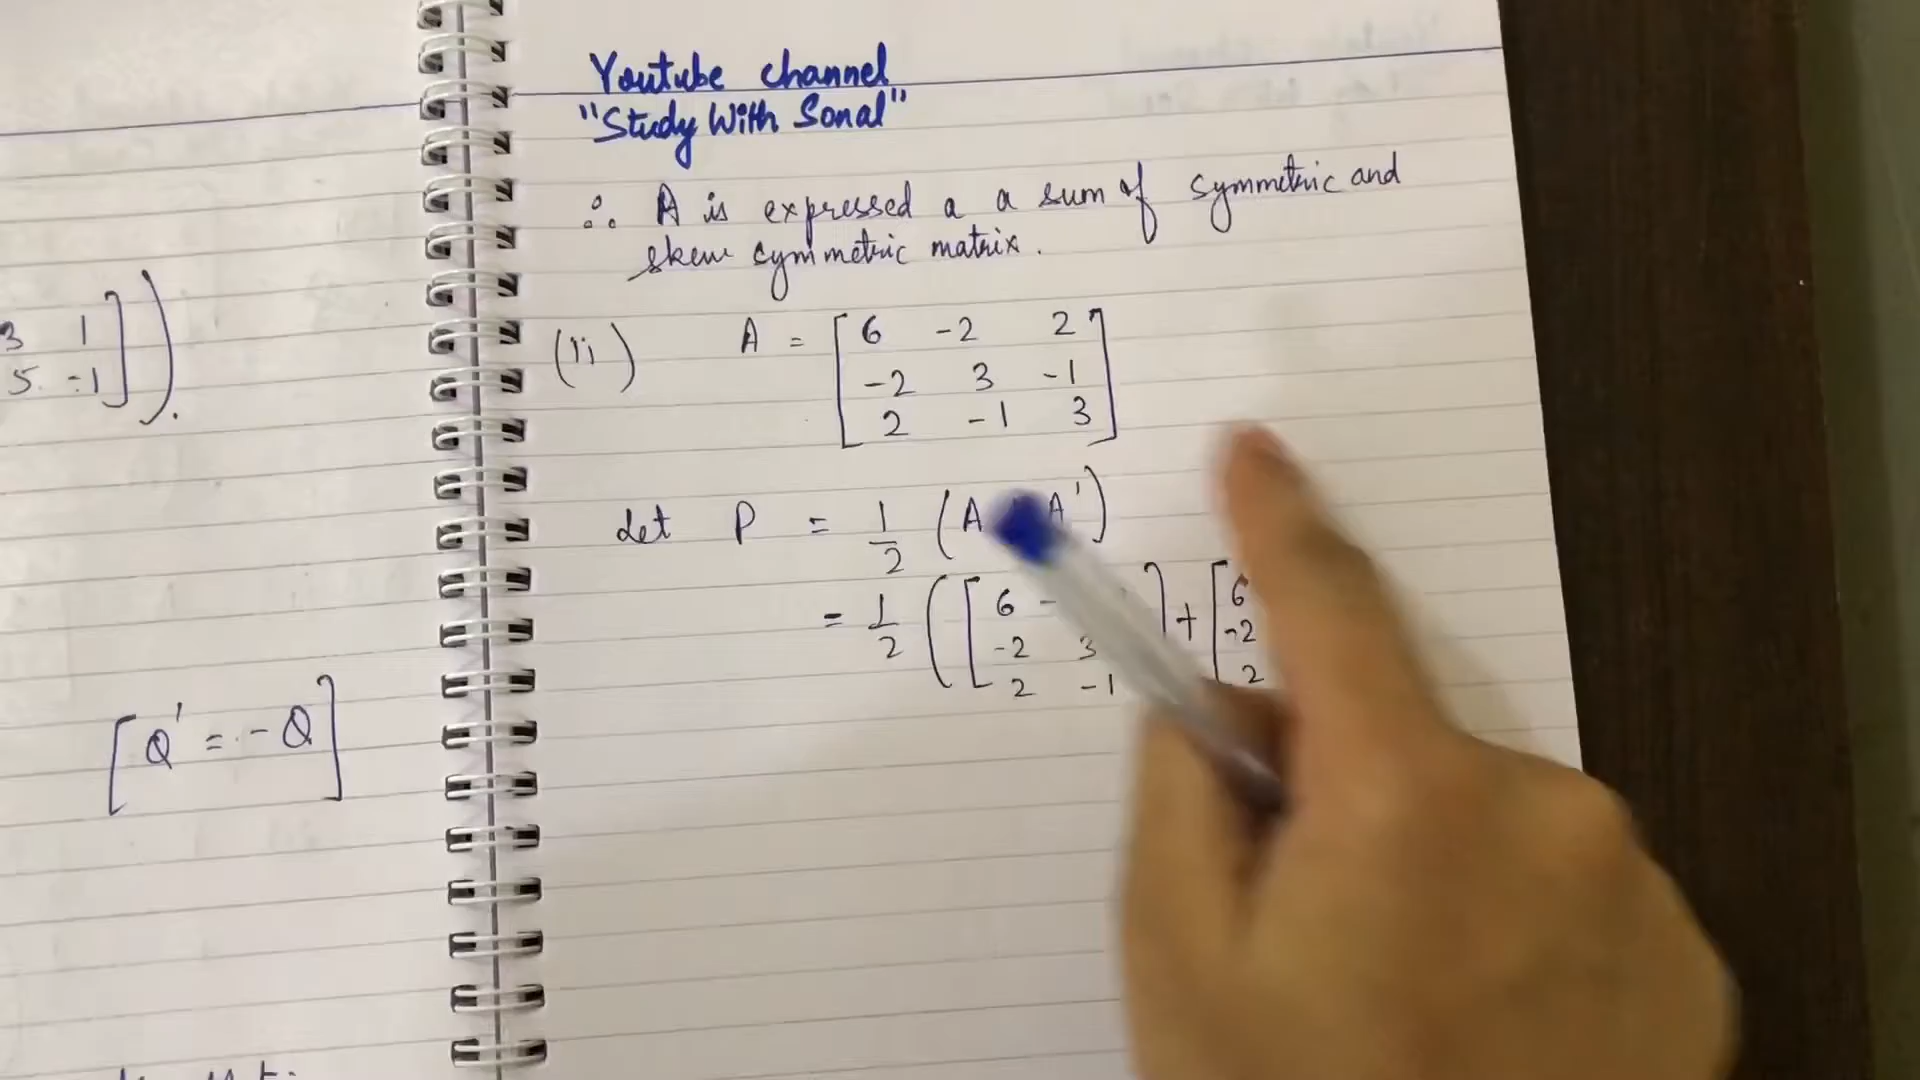 3 1
5 -1
[Q' = -Q]
Youtube channel
"Study With Sonal"
∴ A is expressed a a sum of symmetric and
skew symmetric matrix.
(ii) A = [6 -2 2
-2 3 -1
2 -1 3]
Let P = 1/2 (A A')
= 1/2 ([6 -
-2 3
2 -1 ] + [6
-2
2